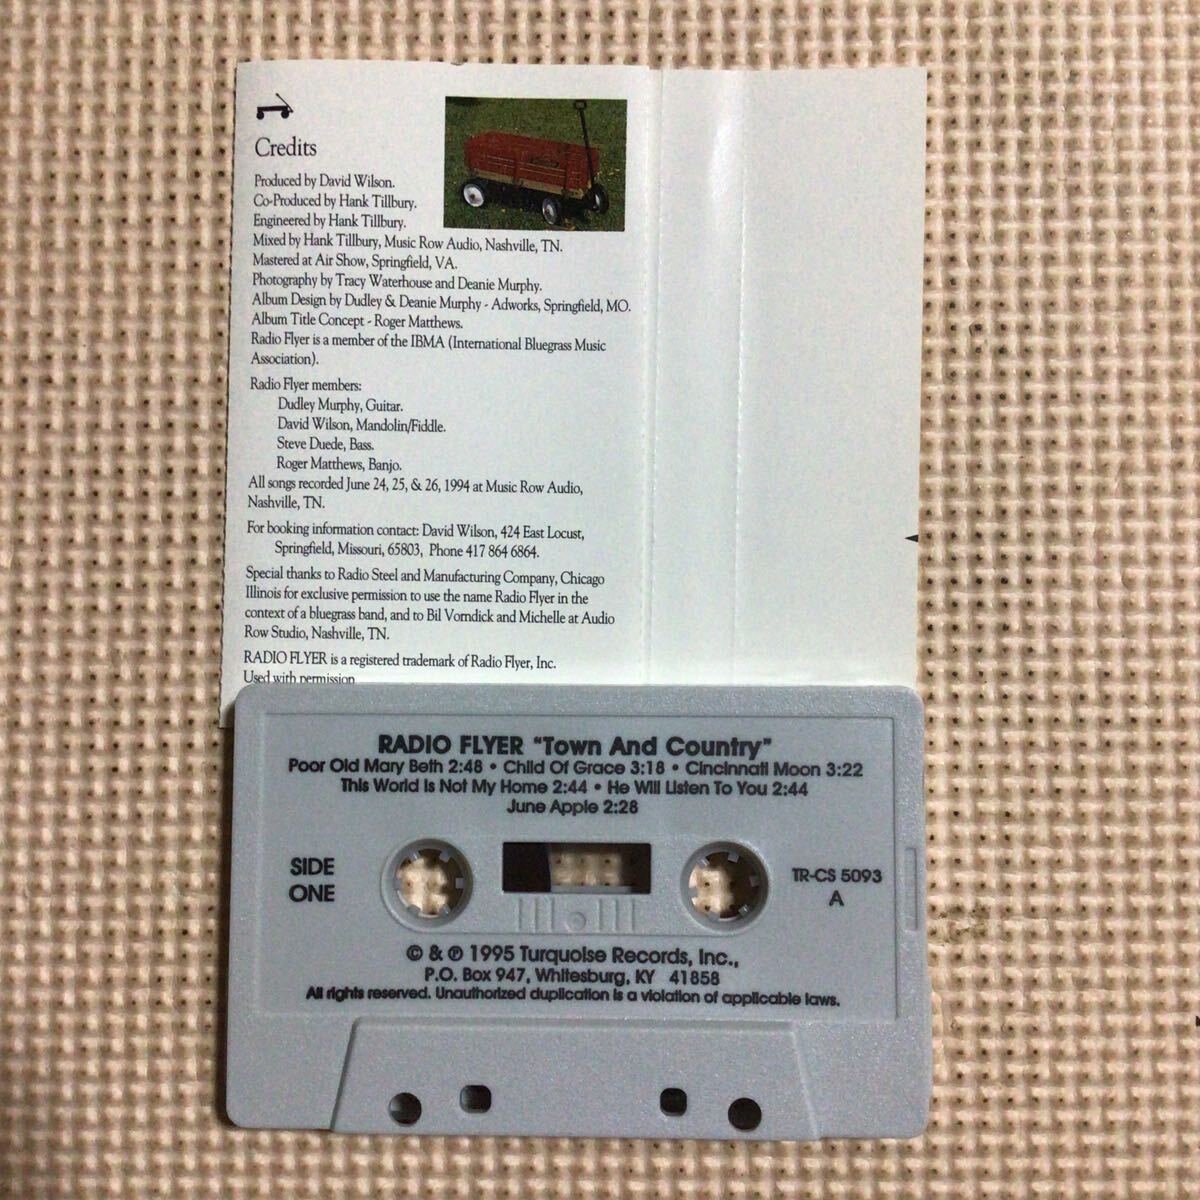 Credits
Produced by David Wilson.
Co-Produced by Hank Tillbury.
Engineered by Hank Tillbury.
Mixed by Hank Tillbury, Music Row Audio, Nashville, TN.
Mastered at Air Show, Springfield, VA.
Photography by Tracy Waterhouse and Deanie Murphy.
Album Design by Dudley & Deanie Murphy - Adworks, Springfield, MO.
Album Title Concept - Roger Matthews.
Radio Flyer is a member of the IBMA (International Bluegrass Music
Association).
Radio Flyer members:
Dudley Murphy, Guitar.
David Wilson, Mandolin/Fiddle.
Steve Duede, Bass.
Roger Matthews, Banjo.
All songs recorded June 24, 25, & 26, 1994 at Music Row Audio,
Nashville, TN.
For booking information contact: David Wilson, 424 East Locust,
Springfield, Missouri, 65803, Phone 417 864 6864.
Special thanks to Radio Steel and Manufacturing Company, Chicago
Illinois for exclusive permission to use the name Radio Flyer in the
context of a bluegrass band, and to Bil Vorndick and Michelle at Audio
Row Studio, Nashville, TN.
RADIO FLYER is a registered trademark of Radio Flyer, Inc.
Used with permission
RADIO FLYER "Town And Country"
Poor Old Mary Beth 2:48 • Child Of Grace 3:18 • Cincinnati Moon 3:22
This World Is Not My Home 2:44 • He Will Listen To You 2:44
June Apple 2:28
SIDE
ONE
TR-CS 5093
A
© & ℗ 1995 Turquoise Records, Inc.,
P.O. Box 947, Whitesburg, KY 41858
All rights reserved. Unauthorized duplication is a violation of applicable laws.